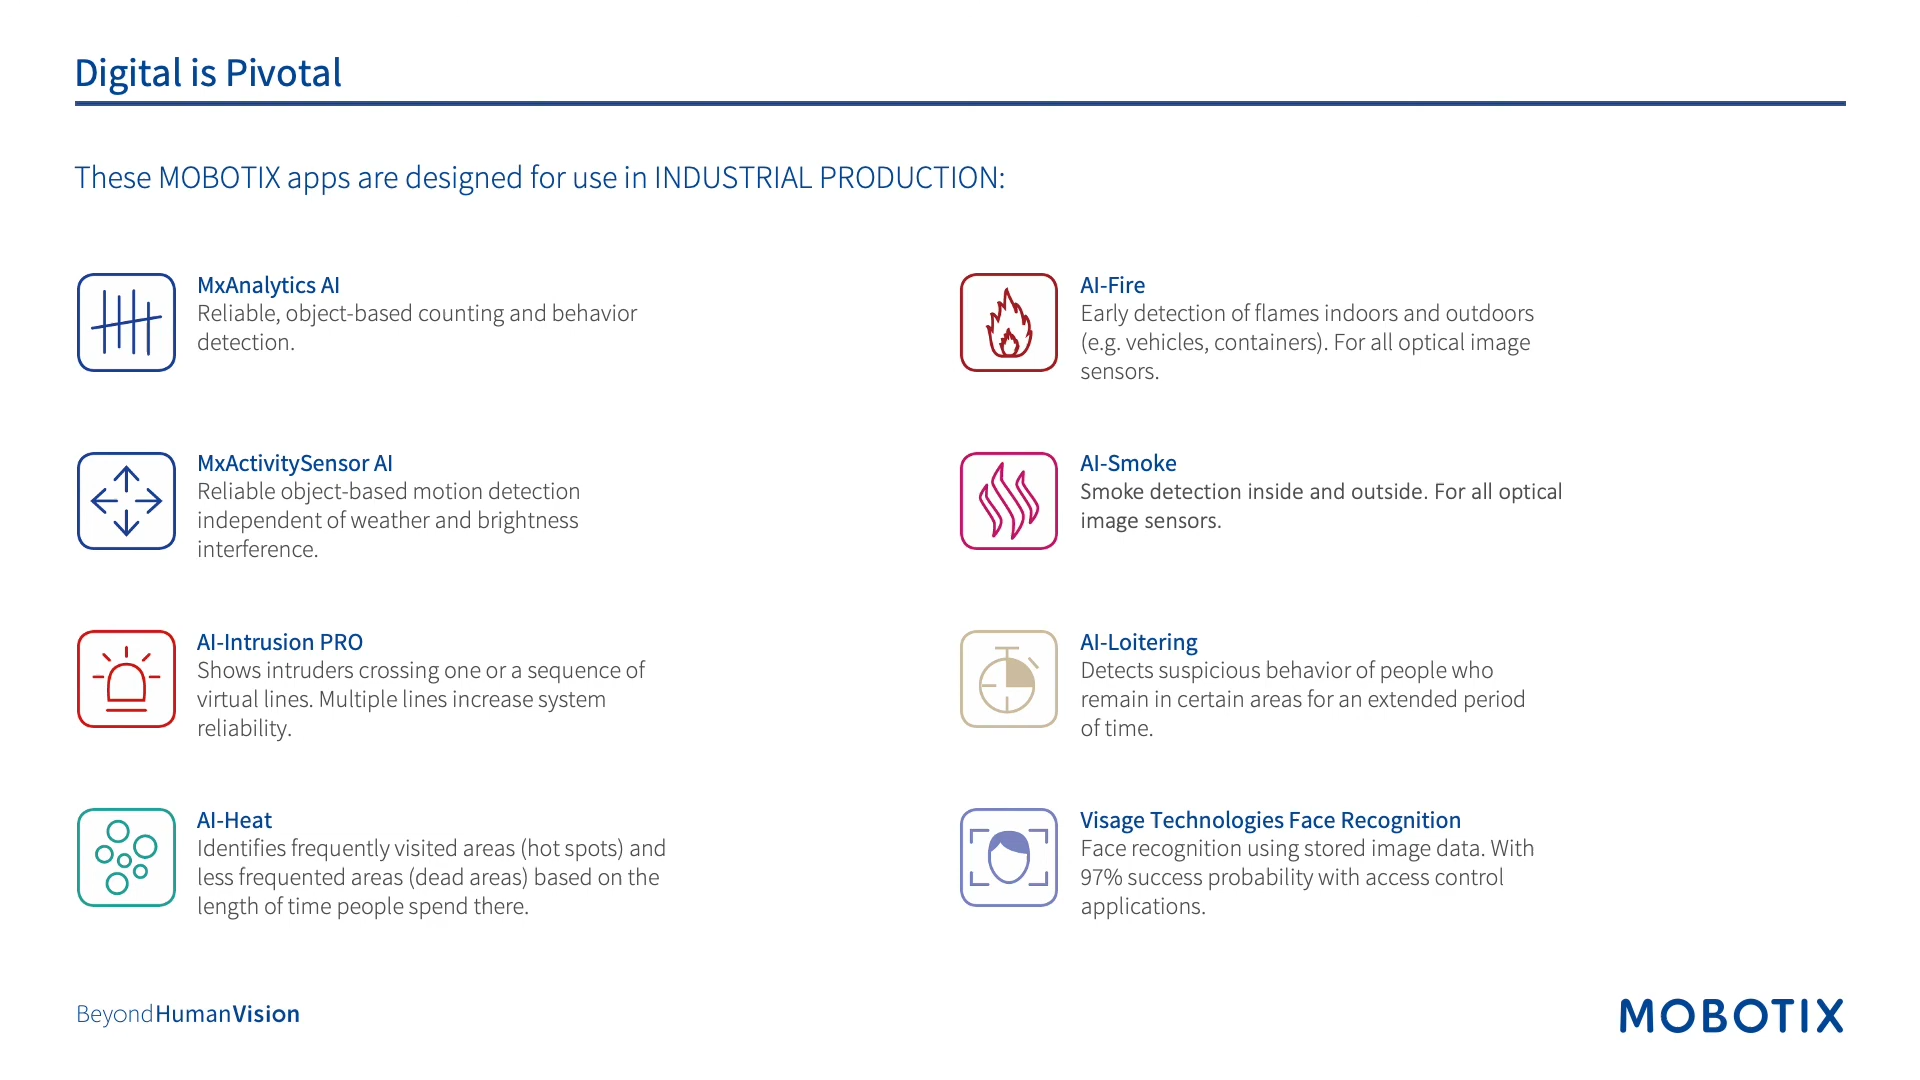 Digital is Pivotal
These MOBOTIX apps are designed for use in INDUSTRIAL PRODUCTION:
MxAnalytics AI
Reliable, object-based counting and behavior
detection.
MxActivitySensor AI
Reliable object-based motion detection
independent of weather and brightness
interference.
AI-Intrusion PRO
Shows intruders crossing one or a sequence of
virtual lines. Multiple lines increase system
reliability.
AI-Heat
Identifies frequently visited areas (hot spots) and
less frequented areas (dead areas) based on the
length of time people spend there.
AI-Fire
Early detection of flames indoors and outdoors
(e.g. vehicles, containers). For all optical image
sensors.
AI-Smoke
Smoke detection inside and outside. For all optical
image sensors.
AI-Loitering
Detects suspicious behavior of people who
remain in certain areas for an extended period
of time.
Visage Technologies Face Recognition
Face recognition using stored image data. With
97% success probability with access control
applications.
BeyondHumanVision
MOBOTIX